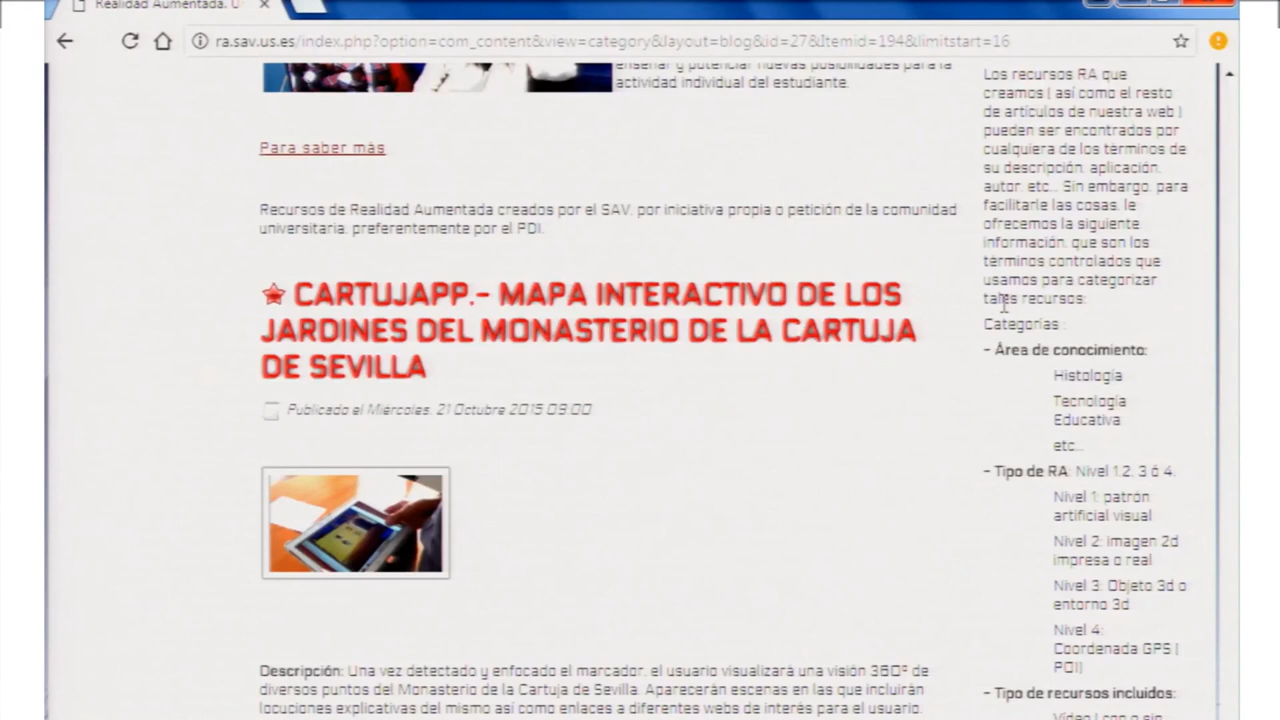 Realidad Aumentada. U
ra.sav.us.es/index.php?option=com_content&view=category&layout=blog&id=27&Itemid=194&limitstart=16
enseñar y potenciar nuevas posibilidades para la
actividad individual del estudiante.
Para saber más
Recursos de Realidad Aumentada creados por el SAV, por iniciativa propia o petición de la comunidad
universitaria, preferentemente por el PDI.
CARTUJAPP.- MAPA INTERACTIVO DE LOS
JARDINES DEL MONASTERIO DE LA CARTUJA
DE SEVILLA
Publicado el Miércoles, 21 Octubre 2015 09:00
Descripción: Una vez detectado y enfocado el marcador, el usuario visualizará una visión 360º de
diversos puntos del Monasterio de la Cartuja de Sevilla. Aparecerán escenas en las que incluirán
locuciones explicativas del mismo así como enlaces a diferentes webs de interés para el usuario.
Los recursos RA que
creamos ( así como el resto
de artículos de nuestra web )
pueden ser encontrados por
cualquiera de los términos de
su descripción, aplicación,
autor, etc... Sin embargo, para
facilitarle las cosas, le
ofrecemos la siguiente
información, que son los
términos controlados que
usamos para categorizar
tales recursos:
Categorías :
- Área de conocimiento:
Histología
Tecnología
Educativa
etc...
- Tipo de RA: Nivel 1,2, 3 ó 4.
Nivel 1: patrón
artificial visual
Nivel 2: imagen 2d
impresa o real
Nivel 3: Objeto 3d o
entorno 3d
Nivel 4:
Coordenada GPS (
POI)
- Tipo de recursos incluidos:
Vídeo ( con o sin